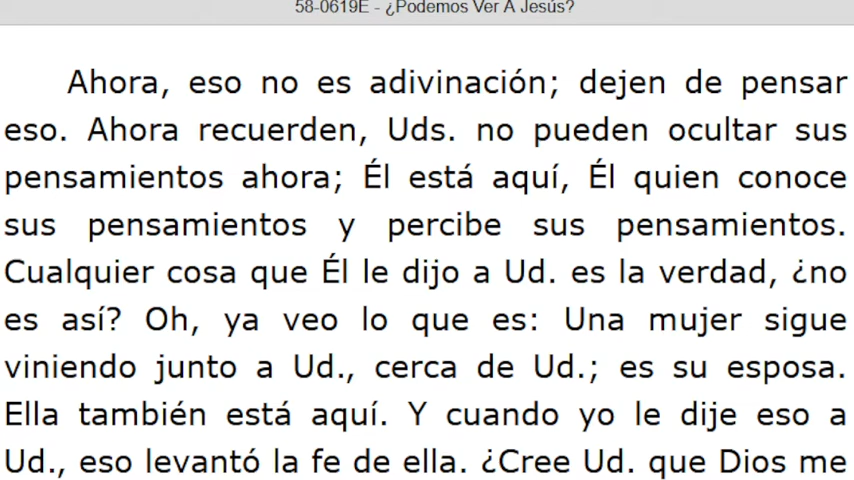 58-0619E - ¿Podemos Ver A Jesús?
Ahora, eso no es adivinación; dejen de pensar
eso. Ahora recuerden, Uds. no pueden ocultar sus
pensamientos ahora; Él está aquí, Él quien conoce
sus pensamientos y percibe sus pensamientos.
Cualquier cosa que Él le dijo a Ud. es la verdad, ¿no
es así? Oh, ya veo lo que es: Una mujer sigue
viniendo junto a Ud., cerca de Ud.; es su esposa.
Ella también está aquí. Y cuando yo le dije eso a
Ud., eso levantó la fe de ella. ¿Cree Ud. que Dios me